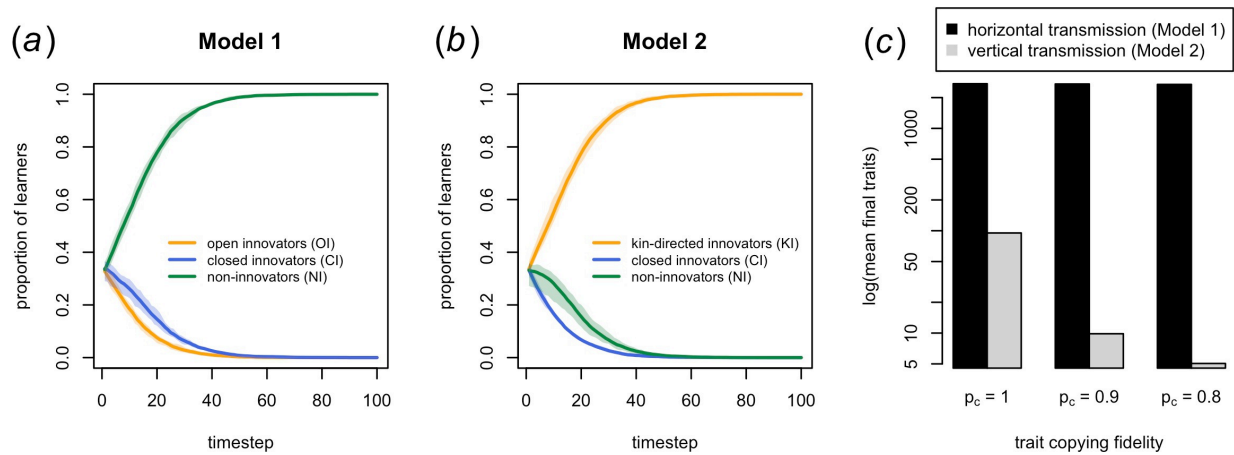 (a)
Model 1
proportion of learners
1.0
0.8
0.6
0.4
0.2
0.0
open innovators (OI)
closed innovators (CI)
non-innovators (NI)
0 20 40 60 80 100
timestep
(b)
Model 2
proportion of learners
1.0
0.8
0.6
0.4
0.2
0.0
kin-directed innovators (KI)
closed innovators (CI)
non-innovators (NI)
0 20 40 60 80 100
timestep
(c)
horizontal transmission (Model 1)
vertical transmission (Model 2)
log(mean final traits)
1000
200
50
10
5
pc = 1 pc = 0.9 pc = 0.8
trait copying fidelity